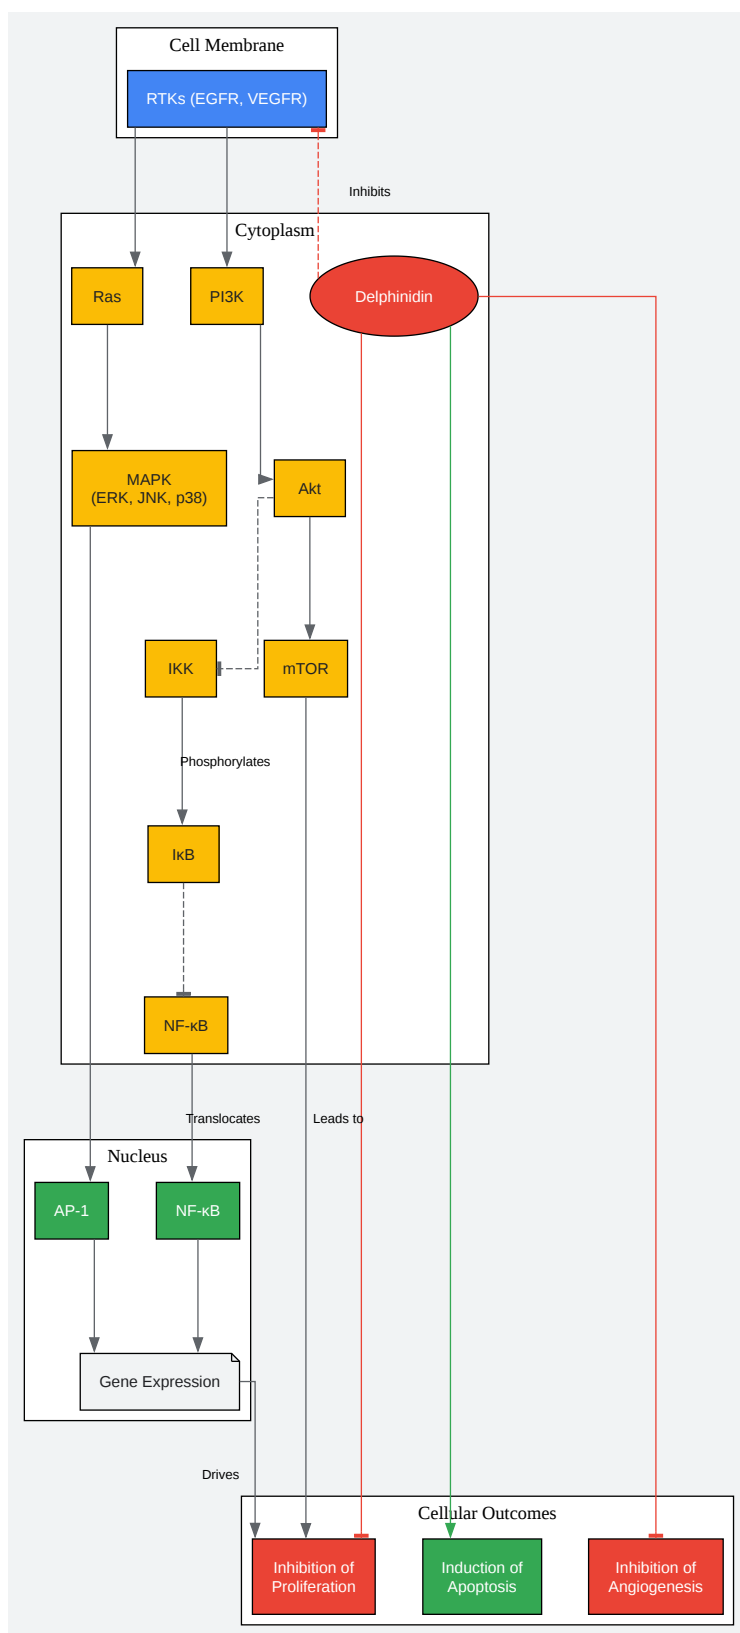 Cell Membrane
RTKs (EGFR, VEGFR)
Inhibits
Cytoplasm
Ras
PI3K
Delphinidin
MAPK
(ERK, JNK, p38)
Akt
IKK
mTOR
Phosphorylates
IκB
NF-κB
Translocates
Leads to
Nucleus
AP-1
NF-κB
Gene Expression
Drives
Cellular Outcomes
Inhibition of
Proliferation
Induction of
Apoptosis
Inhibition of
Angiogenesis